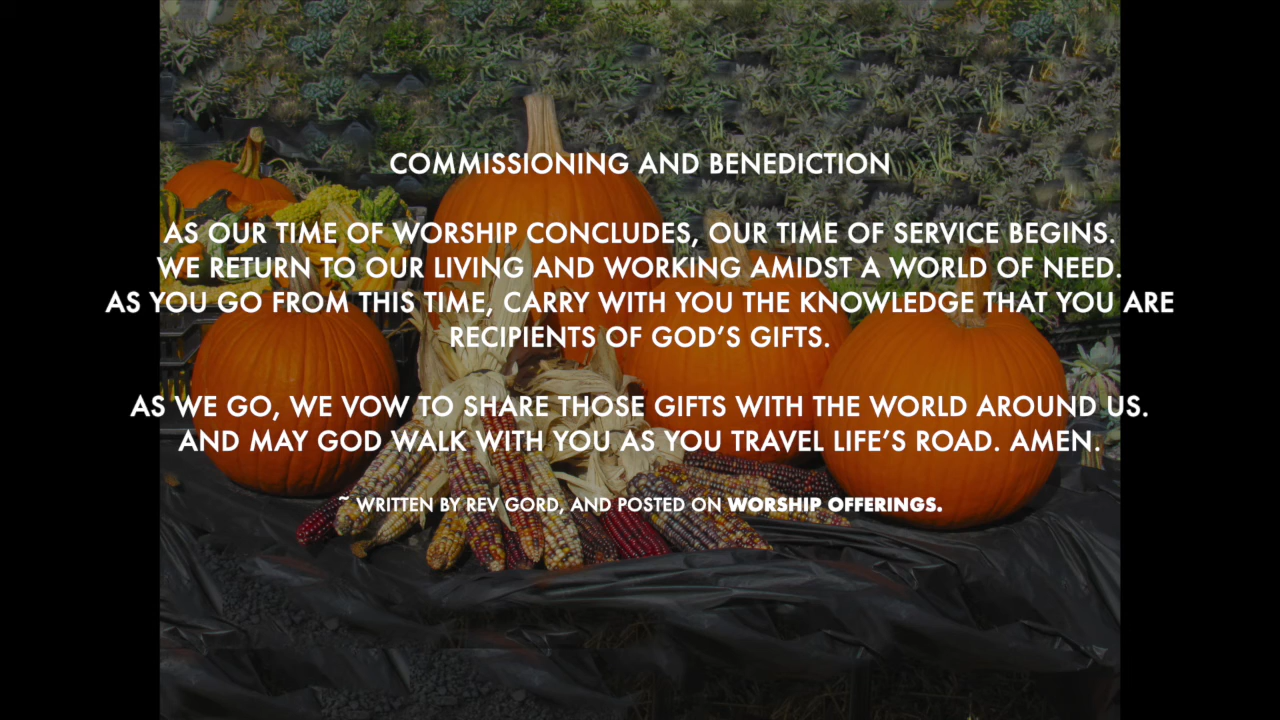 COMMISSIONING AND BENEDICTION
AS OUR TIME OF WORSHIP CONCLUDES, OUR TIME OF SERVICE BEGINS.
WE RETURN TO OUR LIVING AND WORKING AMIDST A WORLD OF NEED.
AS YOU GO FROM THIS TIME, CARRY WITH YOU THE KNOWLEDGE THAT YOU ARE
RECIPIENTS OF GOD’S GIFTS.
AS WE GO, WE VOW TO SHARE THOSE GIFTS WITH THE WORLD AROUND US.
AND MAY GOD WALK WITH YOU AS YOU TRAVEL LIFE’S ROAD. AMEN.
~ WRITTEN BY REV GORD, AND POSTED ON WORSHIP OFFERINGS.